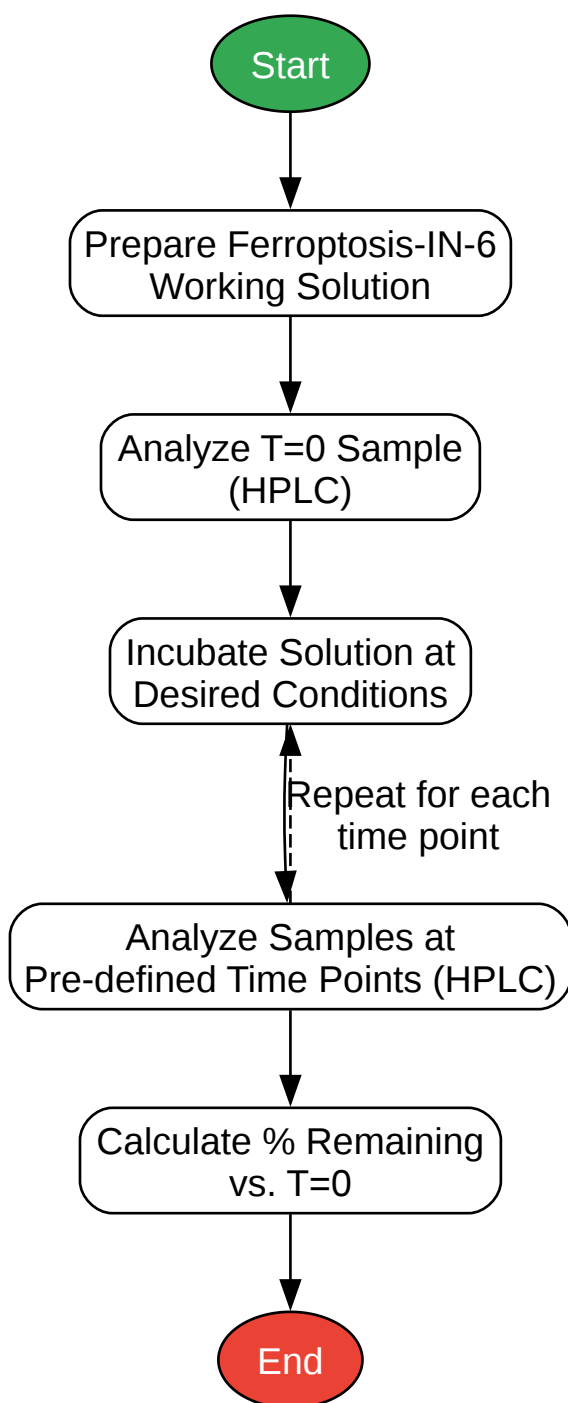 Start
Prepare Ferroptosis-IN-6
Working Solution
Analyze T=0 Sample
(HPLC)
Incubate Solution at
Desired Conditions
Repeat for each
time point
Analyze Samples at
Pre-defined Time Points (HPLC)
Calculate % Remaining
vs. T=0
End